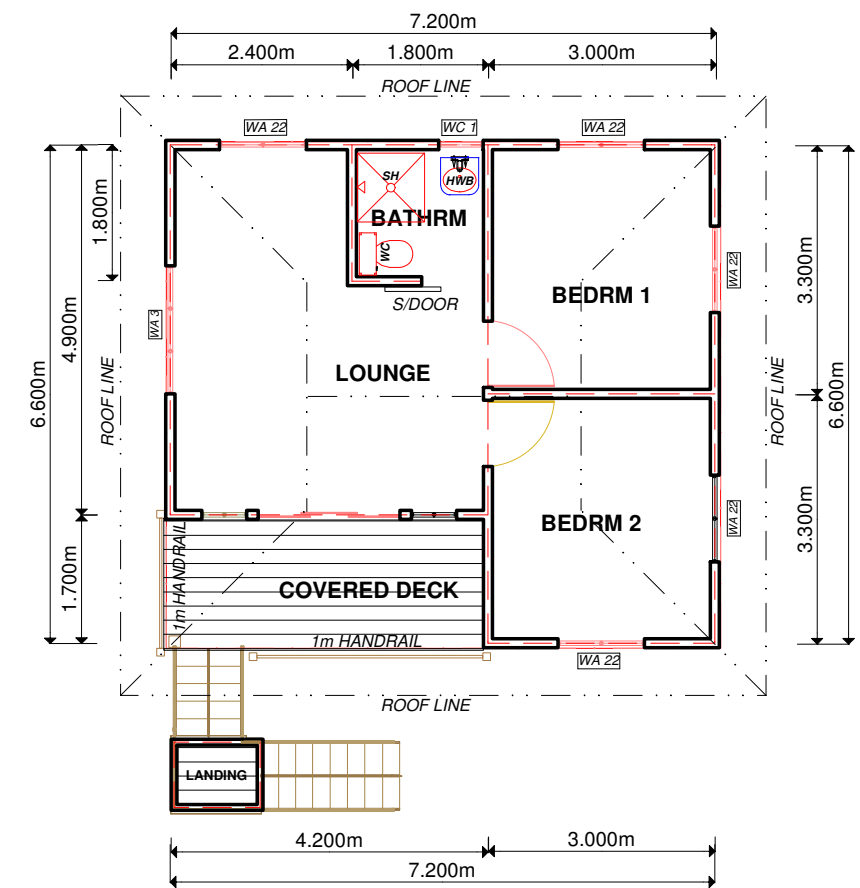 7.200m
2.400m
1.800m
3.000m
ROOF LINE
WA 22
WC 1
WA 22
1.800m
SH
HWB
BATHRM
WC
S/DOOR
BEDRM 1
WA 22
3.300m
WA 3
4.900m
6.600m
ROOF LINE
LOUNGE
ROOF LINE
6.600m
BEDRM 2
WA 22
3.300m
1.700m
1m HANDRAIL
COVERED DECK
1m HANDRAIL
WA 22
ROOF LINE
LANDING
4.200m
3.000m
7.200m